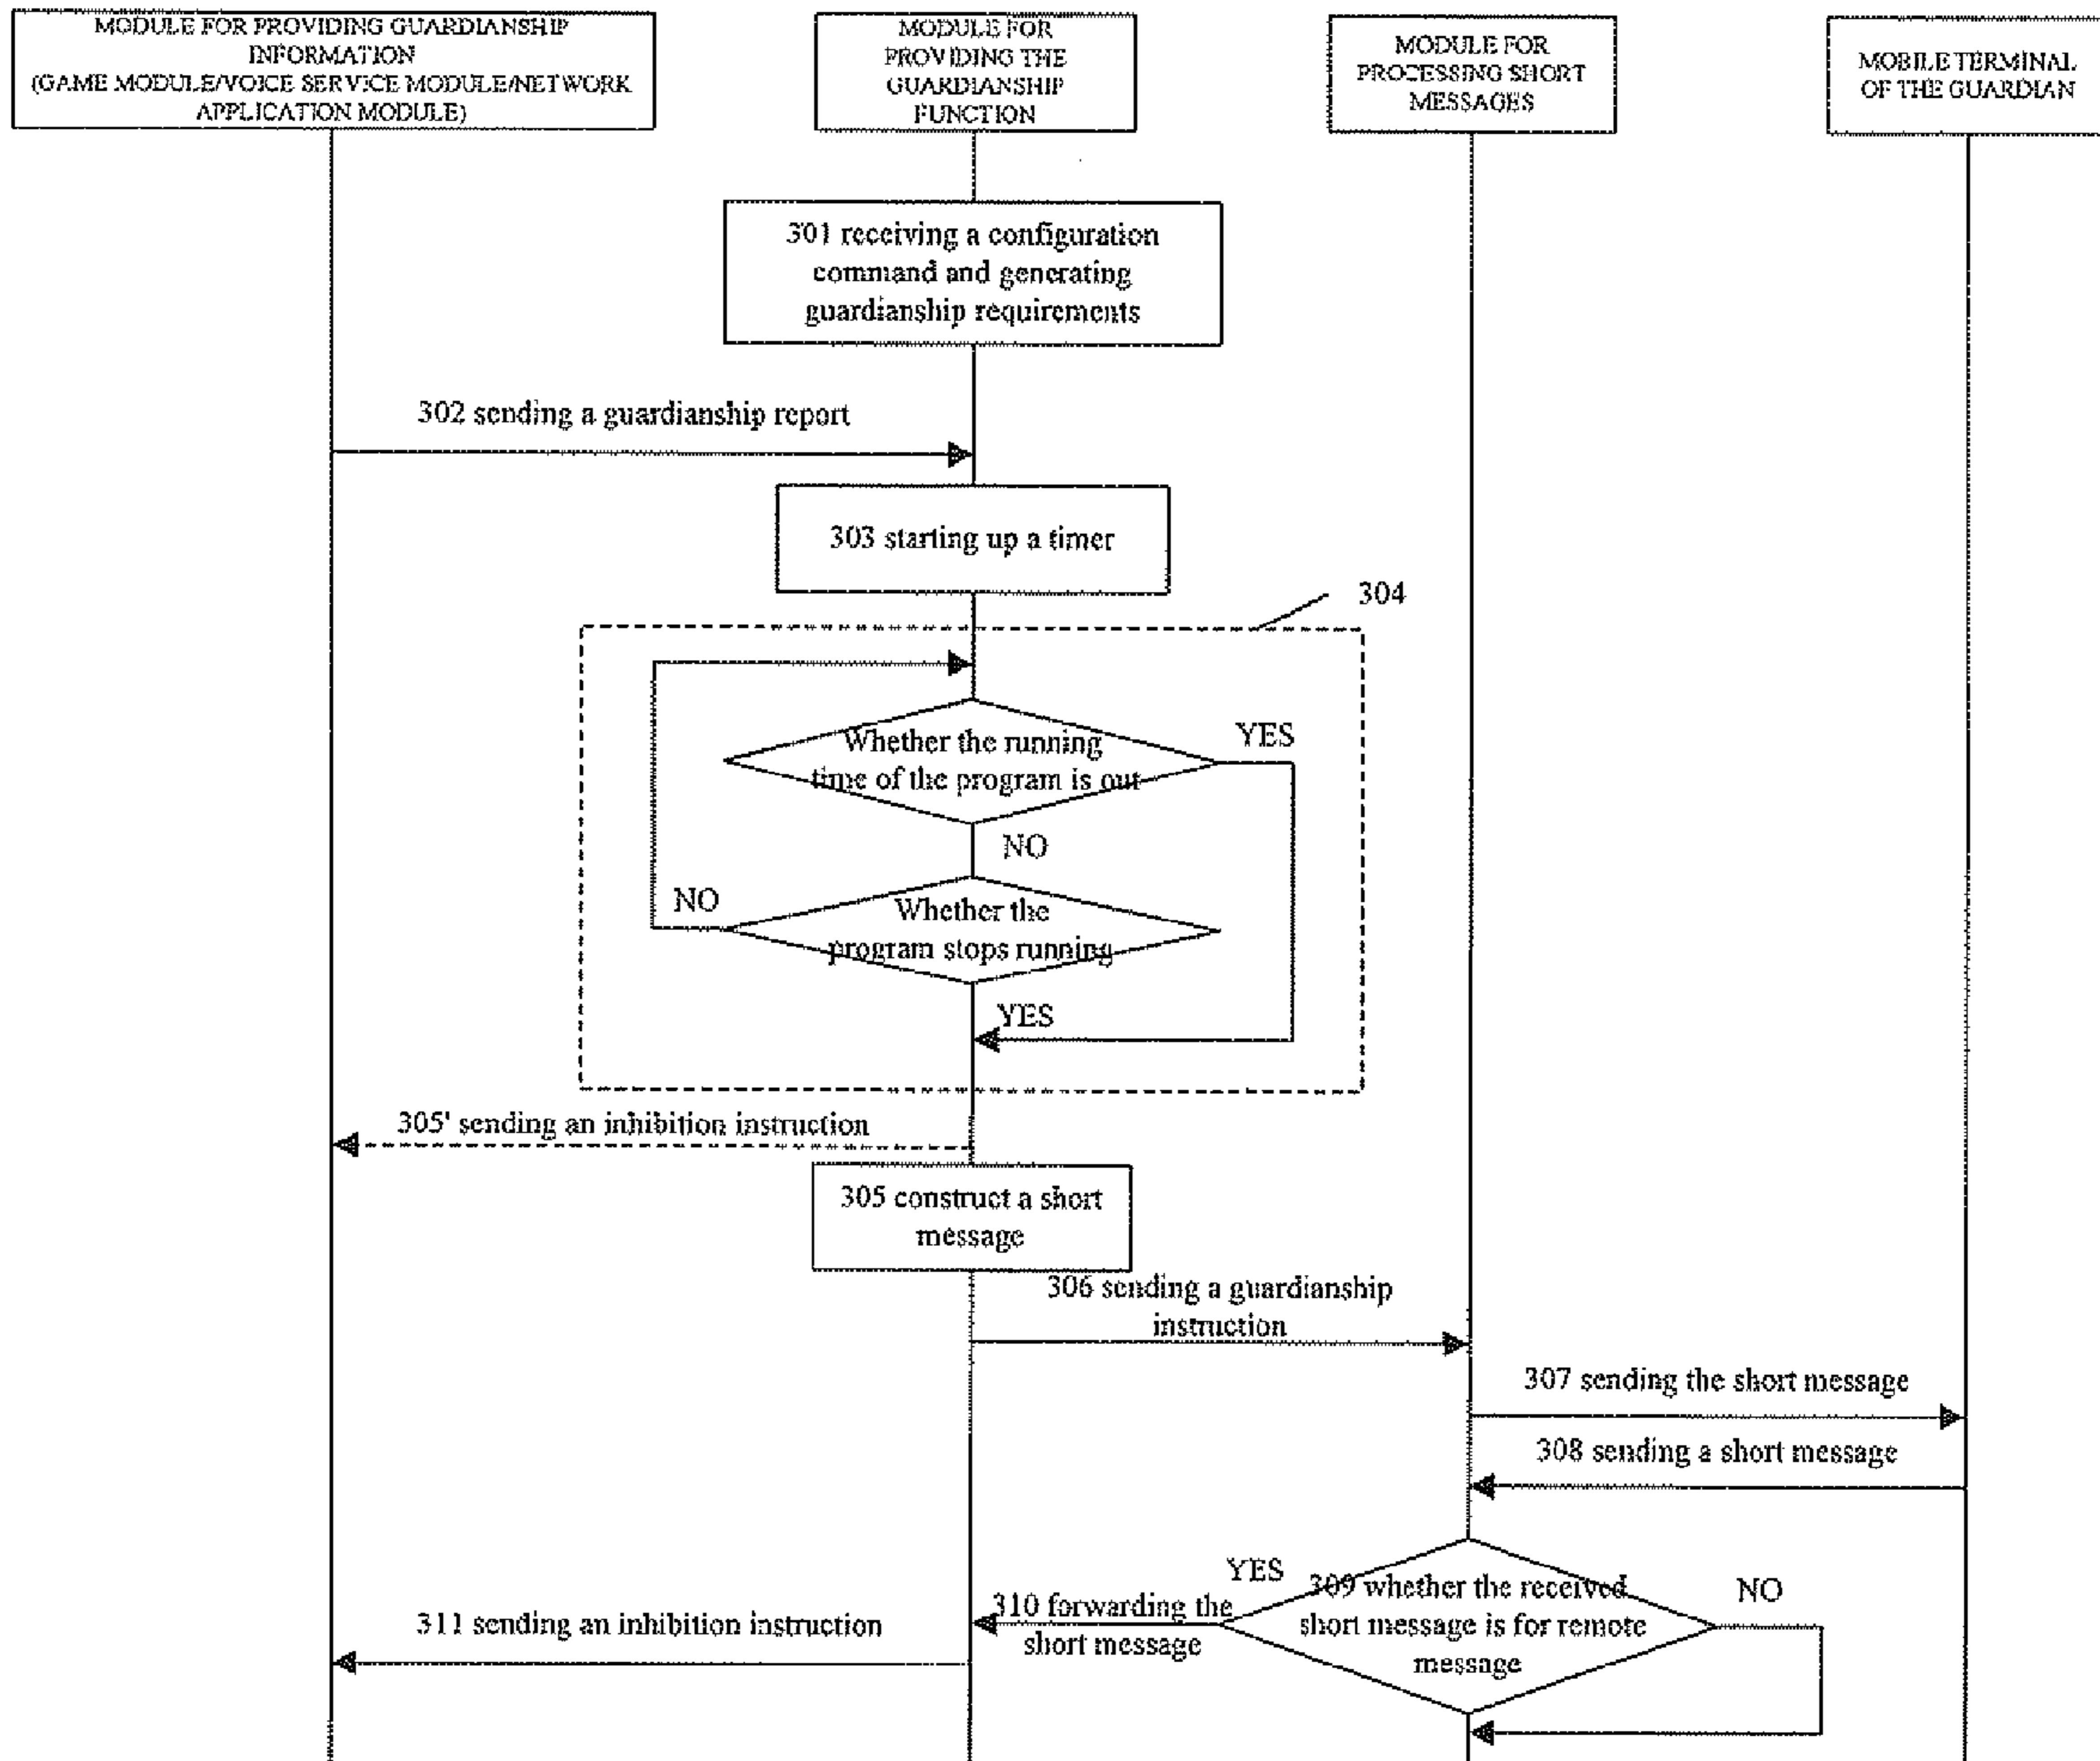 MODULE FOR PROVIDING GUARDIANSHIP
INFORMATION
(GAME MODULE/VOICE SERVICE MODULE/NETWORK
APPLICATION MODULE)
MODULE FOR
PROVIDING THE
GUARDIANSHIP
FUNCTION
MODULE FOR
PROCESSING SHORT
MESSAGES
MOBILE TERMINAL
OF THE GUARDIAN
301 receiving a configuration
command and generating
guardianship requirements
302 sending a guardianship report
303 starting up a timer
304
Whether the running
time of the program is out
YES
NO
Whether the
program stops running
NO
YES
305' sending an inhibition instruction
305 construct a short
message
306 sending a guardianship
instruction
307 sending the short message
308 sending a short message
309 whether the received
short message is for remote
message
YES
NO
310 forwarding the
short message
311 sending an inhibition instruction